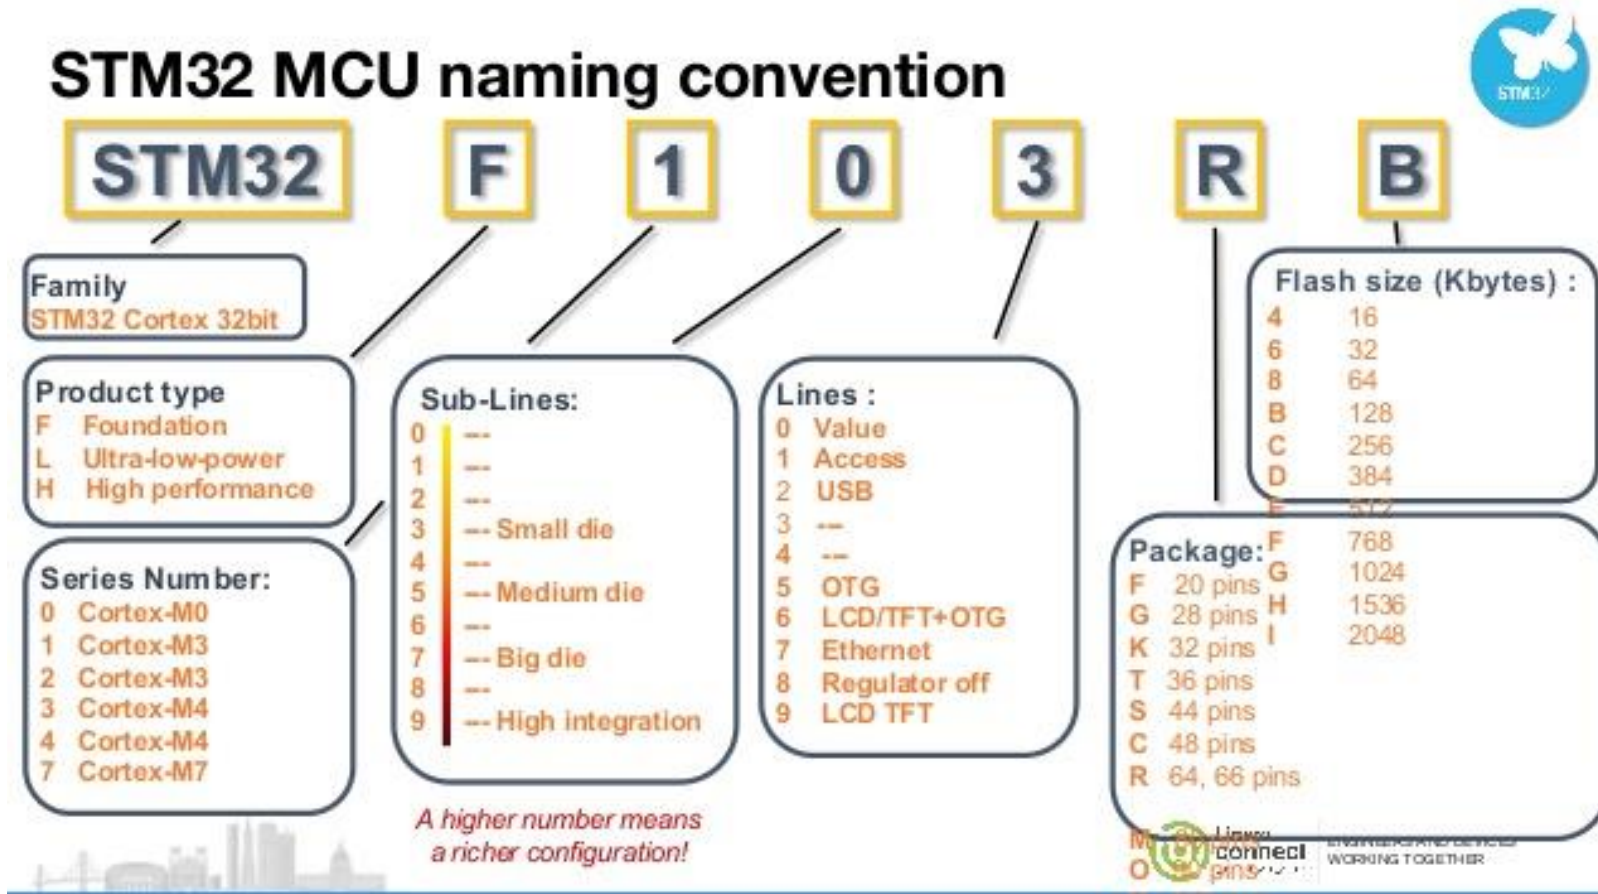 STM32 MCU naming convention
STM32
STM32 F 1 0 3 R B
Family
STM32 Cortex 32bit
Product type
F Foundation
L Ultra-low-power
H High performance
Series Number:
0 Cortex-M0
1 Cortex-M3
2 Cortex-M3
3 Cortex-M4
4 Cortex-M4
7 Cortex-M7
Sub-Lines:
0 ---
1 ---
2 ---
3 --- Small die
4 ---
5 --- Medium die
6 ---
7 --- Big die
8 ---
9 --- High integration
A higher number means
a richer configuration!
Lines :
0 Value
1 Access
2 USB
3 ---
4 ---
5 OTG
6 LCD/TFT+OTG
7 Ethernet
8 Regulator off
9 LCD TFT
Flash size (Kbytes) :
4 16
6 32
8 64
B 128
C 256
D 384
E 512
F 768
G 1024
H 1536
I 2048
Package:
F 20 pins
G 28 pins
K 32 pins
T 36 pins
S 44 pins
C 48 pins
R 64, 66 pins
M
O pins
connect
ENGINEERS AND DEVICES
WORKING TOGETHER